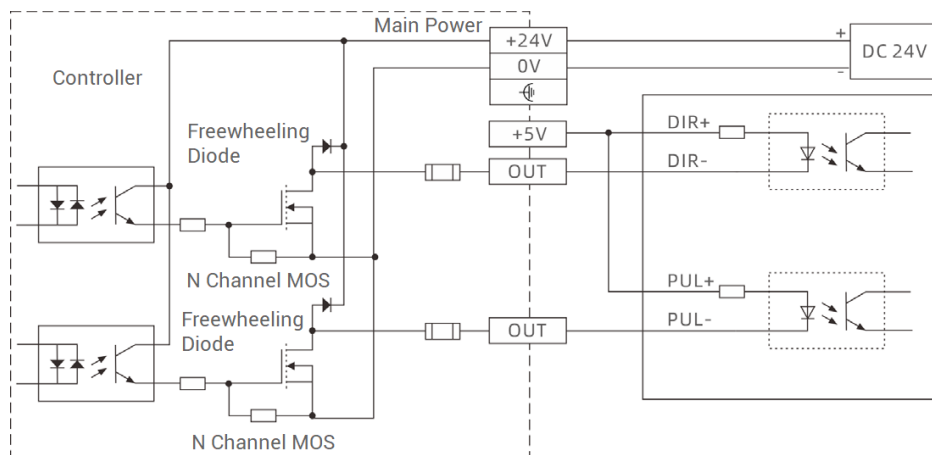 Main Power
+24V
+
DC 24V
0V
-
Controller
+5V
DIR+
Freewheeling
Diode
OUT
DIR-
N Channel MOS
PUL+
Freewheeling
Diode
OUT
PUL-
N Channel MOS